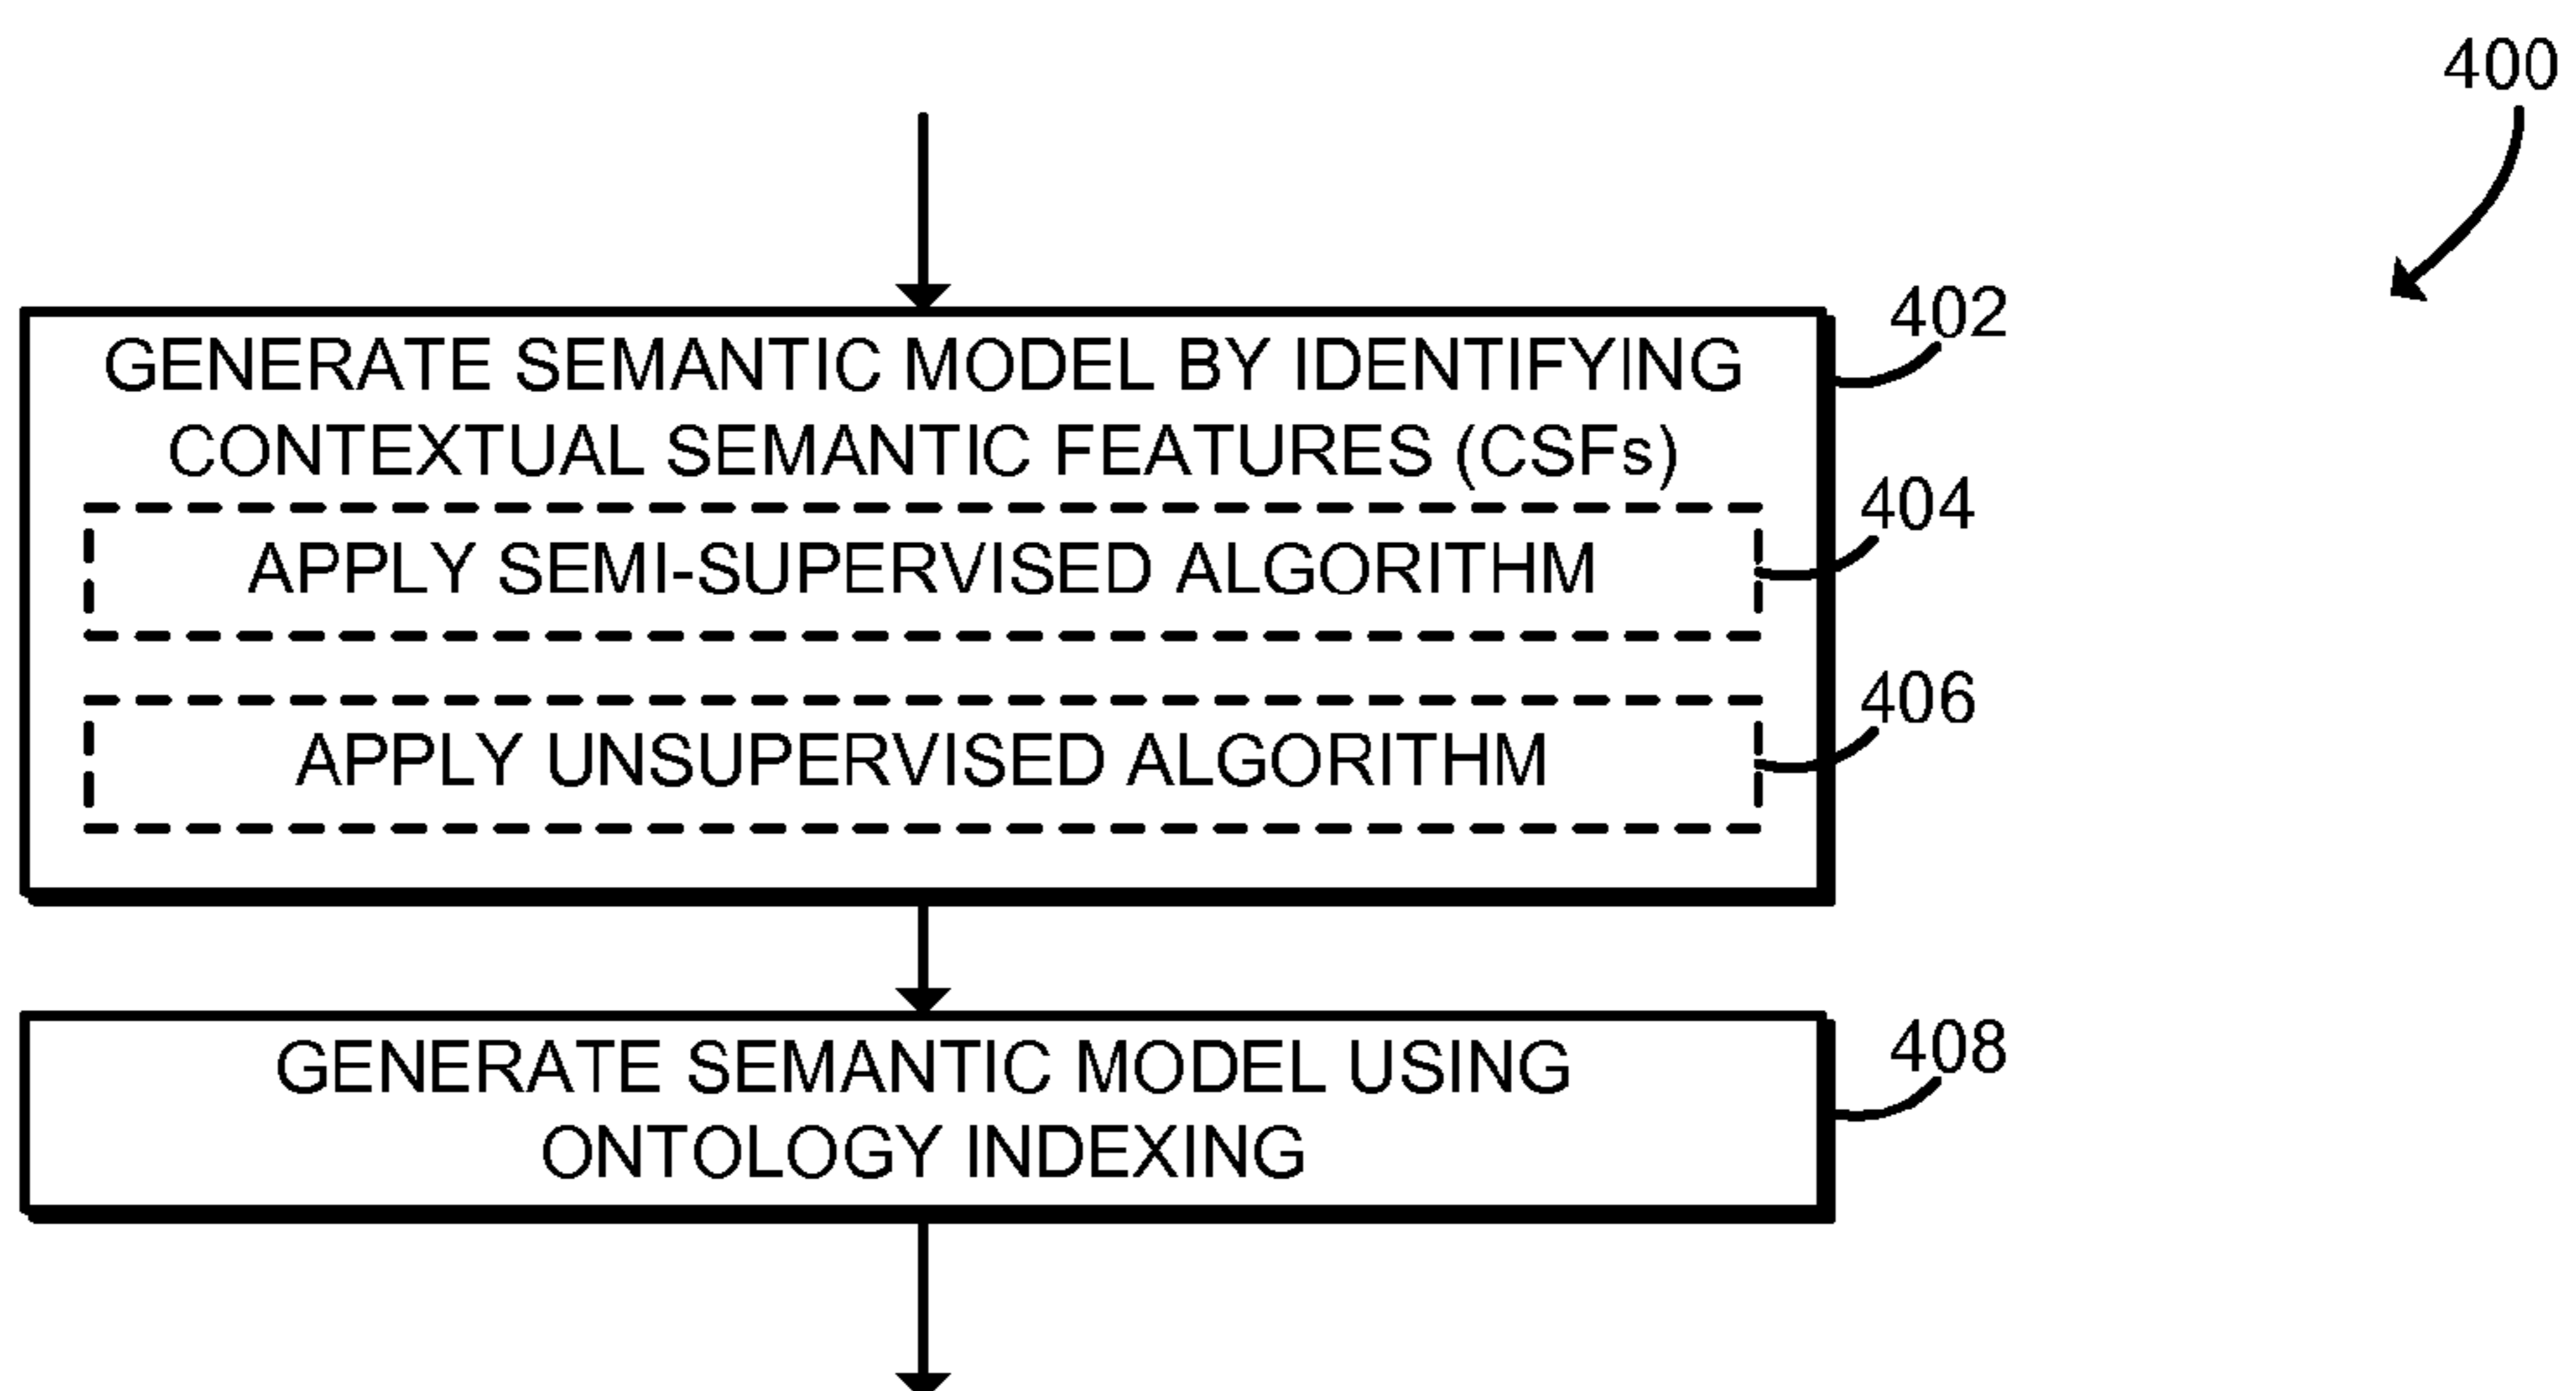 400
402
GENERATE SEMANTIC MODEL BY IDENTIFYING
CONTEXTUAL SEMANTIC FEATURES (CSFs)
404
APPLY SEMI-SUPERVISED ALGORITHM
406
APPLY UNSUPERVISED ALGORITHM
408
GENERATE SEMANTIC MODEL USING
ONTOLOGY INDEXING